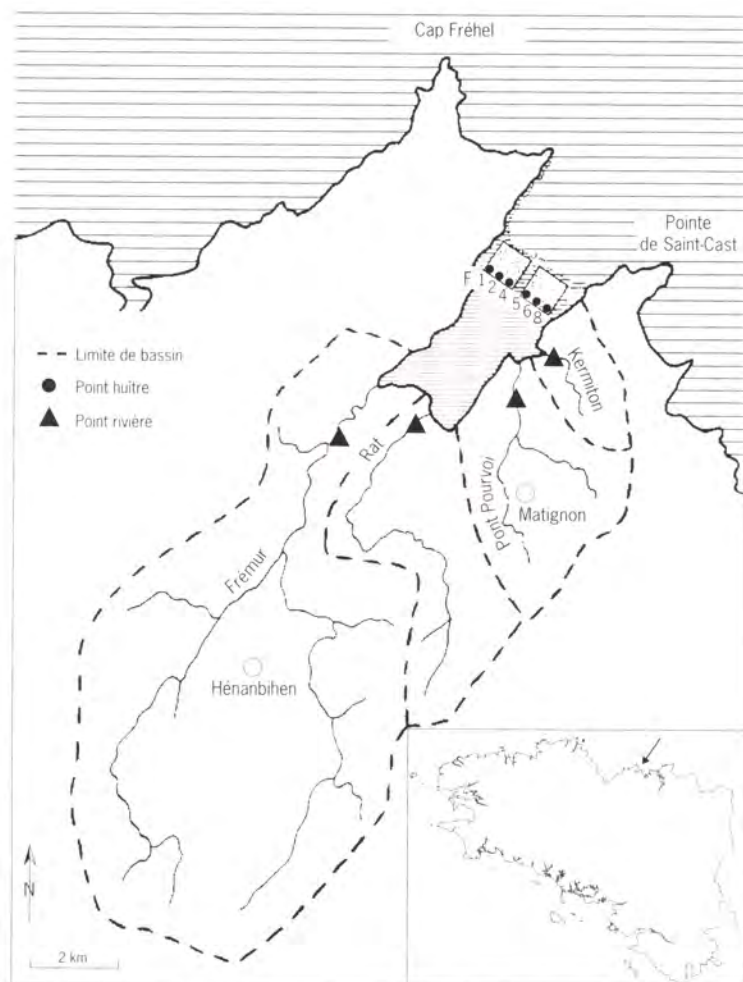 Cap Fréhel
Pointe
de Saint-Cast
F 1 2 4 5 6 8
Limite de bassin
Point huître
Point rivière
Kermiton
Rat
Pont Pourvoi
Matignon
Frémur
Hénanbihen
N
2 km